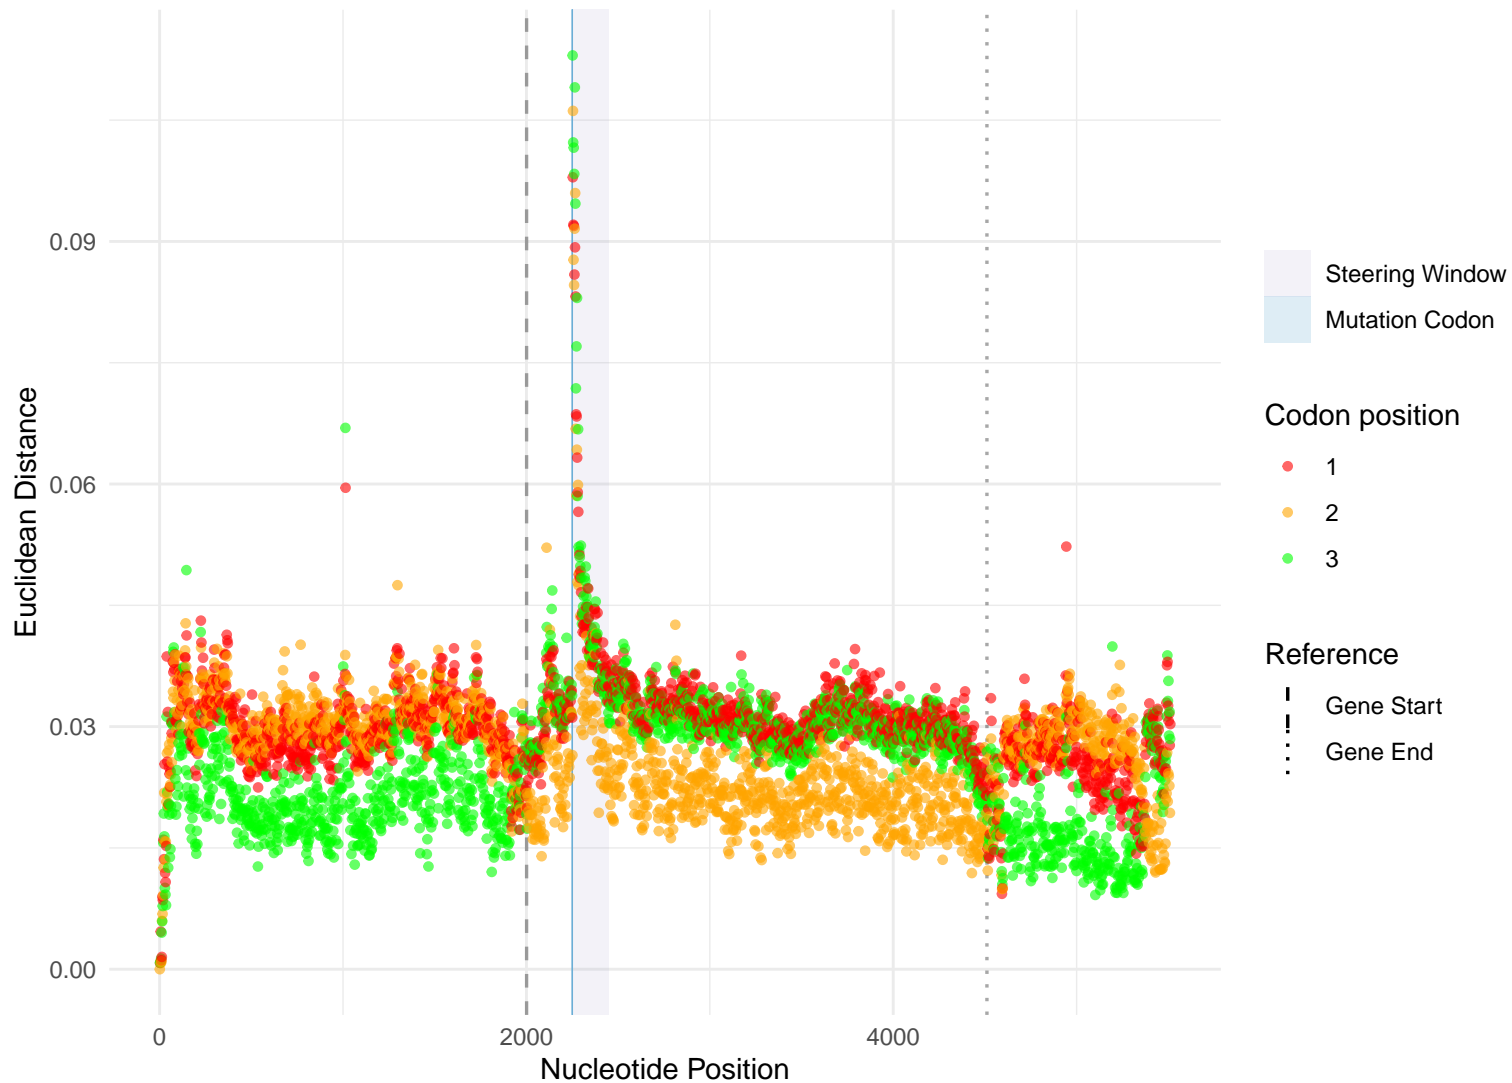 0.09
0.06
0.03
0.00
Euclidean Distance
0
2000
4000
Nucleotide Position
Steering Window
Mutation Codon
Codon position
1
2
3
Reference
Gene Start
Gene End